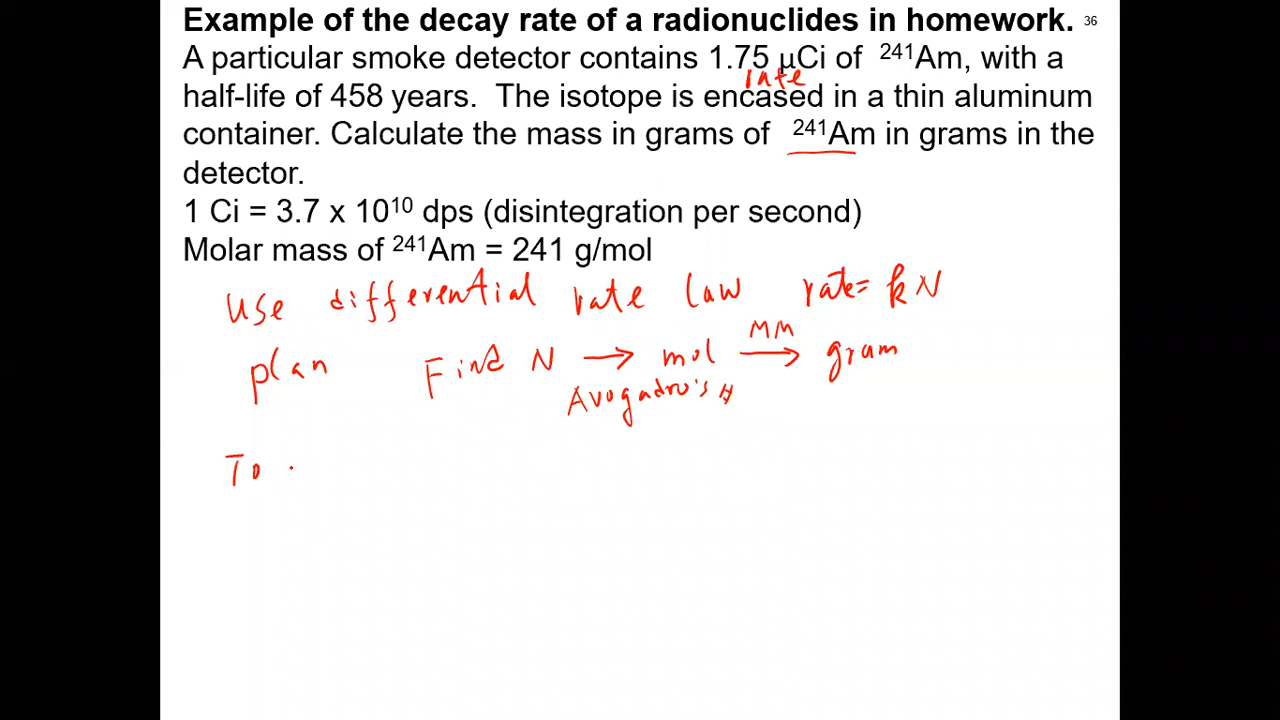 Example of the decay rate of a radionuclides in homework. 36
A particular smoke detector contains 1.75 µCi of ²⁴¹Am, with a
rate
half-life of 458 years. The isotope is encased in a thin aluminum
container. Calculate the mass in grams of ²⁴¹Am in grams in the
detector.
1 Ci = 3.7 x 10¹⁰ dps (disintegration per second)
Molar mass of ²⁴¹Am = 241 g/mol
Use differential rate law rate = kN
MM
plan Find N → mol → gram
Avogadro's #
To